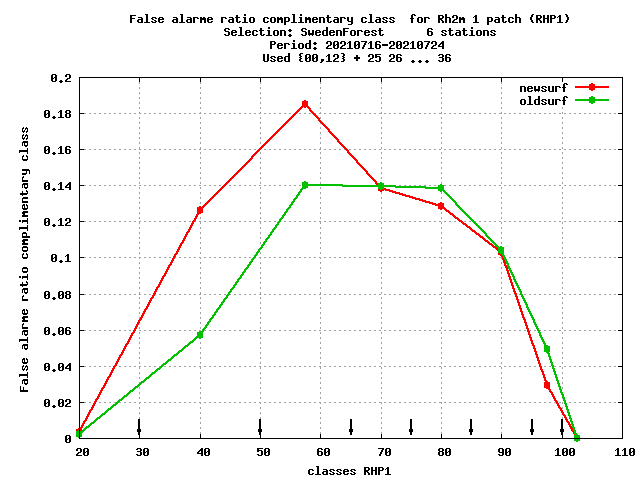 False alarme ratio complimentary class  for Rh2m 1 patch (RHP1)
Selection: SwedenForest      6 stations
Period: 20210716-20210724
Used {00,12} + 25 26 ... 36
newsurf
oldsurf
False alarme ratio complimentary class
0,2
0,18
0,16
0,14
0,12
0,1
0,08
0,06
0,04
0,02
0
20 30 40 50 60 70 80 90 100 110
classes RHP1